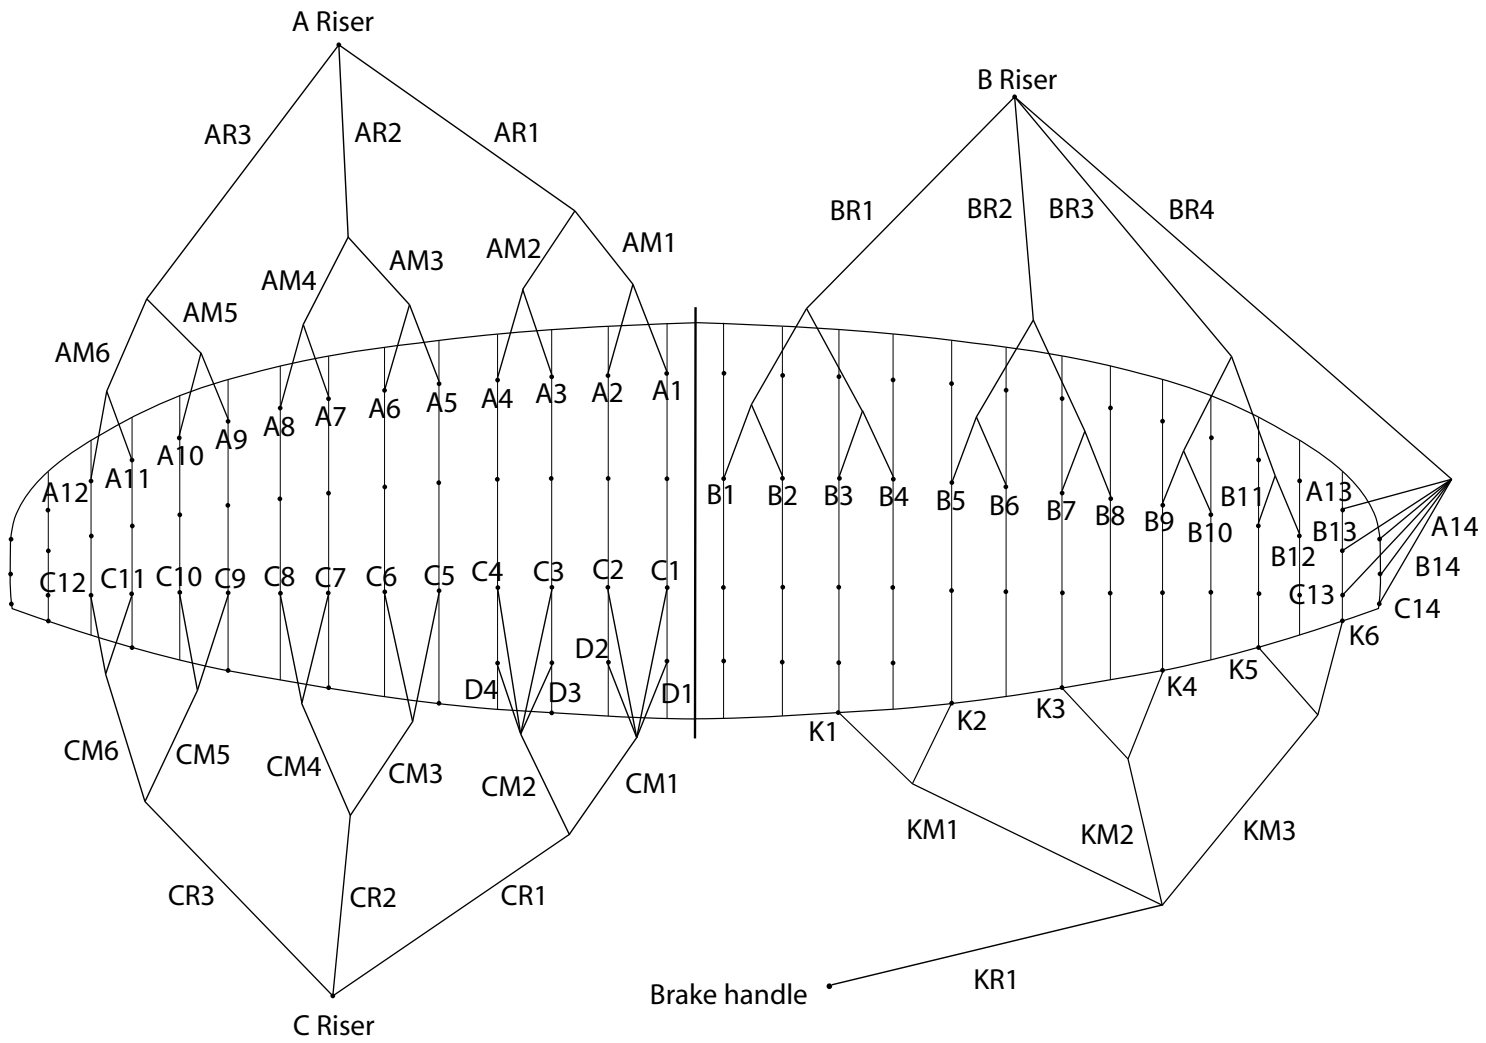 A Riser
B Riser
AR3
AR2
AR1
BR1
BR2
BR3
BR4
AM2
AM1
AM4
AM3
AM6
AM5
A12
A11
A10
A9
A8
A7
A6
A5
A4
A3
A2
A1
B1
B2
B3
B4
B5
B6
B7
B8
B9
B10
B11
B12
A13
B13
C13
A14
B14
C14
C12
C11
C10
C9
C8
C7
C6
C5
C4
C3
C2
C1
D4
D3
D2
D1
K1
K2
K3
K4
K5
K6
CM6
CM5
CM4
CM3
CM2
CM1
KM1
KM2
KM3
CR3
CR2
CR1
KR1
Brake handle
C Riser